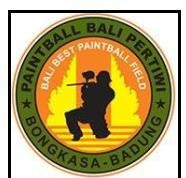 PAINTBALL BALI PERTIWI
BALI BEST PAINTBALL FIELD
BONGKASA-BADUNG